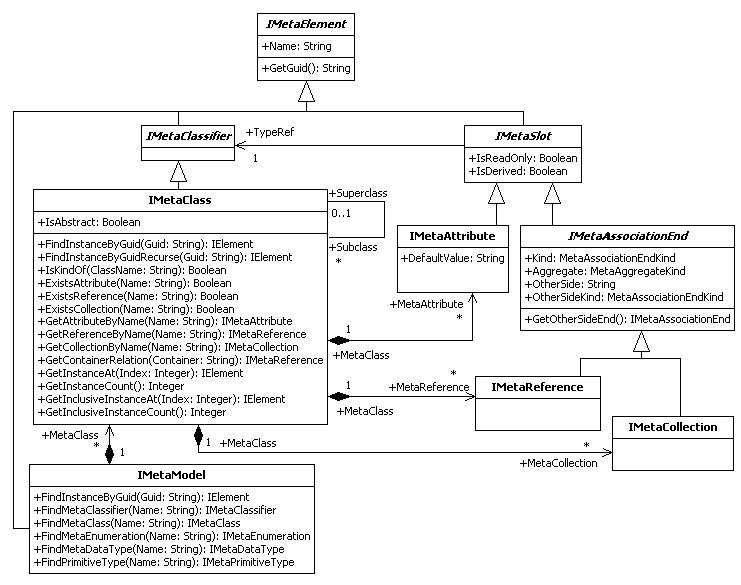 IMetaElement
+Name: String
+GetGuid(): String
IMetaClassifier
+TypeRef
1
IMetaSlot
+IsReadOnly: Boolean
+IsDerived: Boolean
IMetaClass
+IsAbstract: Boolean
+FindInstanceByGuid(Guid: String): IElement
+FindInstanceByGuidRecurse(Guid: String): IElement
+IsKindOf(ClassName: String): Boolean
+ExistsAttribute(Name: String): Boolean
+ExistsReference(Name: String): Boolean
+ExistsCollection(Name: String): Boolean
+GetAttributeByName(Name: String): IMetaAttribute
+GetReferenceByName(Name: String): IMetaReference
+GetCollectionByName(Name: String): IMetaCollection
+GetContainerRelation(Container: String): IMetaReference
+GetInstanceAt(Index: Integer): IElement
+GetInstanceCount(): Integer
+GetInclusiveInstanceAt(Index: Integer): IElement
+GetInclusiveInstanceCount(): Integer
+Superclass
0..1
+Subclass
*
IMetaAttribute
+DefaultValue: String
IMetaAssociationEnd
+Kind: MetaAssociationEndKind
+Aggregate: MetaAggregateKind
+OtherSide: String
+OtherSideKind: MetaAssociationEndKind
+GetOtherSideEnd(): IMetaAssociationEnd
+MetaAttribute
*
1
+MetaClass
*
+MetaReference
1
+MetaClass
IMetaReference
IMetaCollection
+MetaClass
*
1
1
+MetaClass
*
+MetaCollection
IMetaModel
+FindInstanceByGuid(Guid: String): IElement
+FindMetaClassifier(Name: String): IMetaClassifier
+FindMetaClass(Name: String): IMetaClass
+FindMetaEnumeration(Name: String): IMetaEnumeration
+FindMetaDataType(Name: String): IMetaDataType
+FindPrimitiveType(Name: String): IMetaPrimitiveType